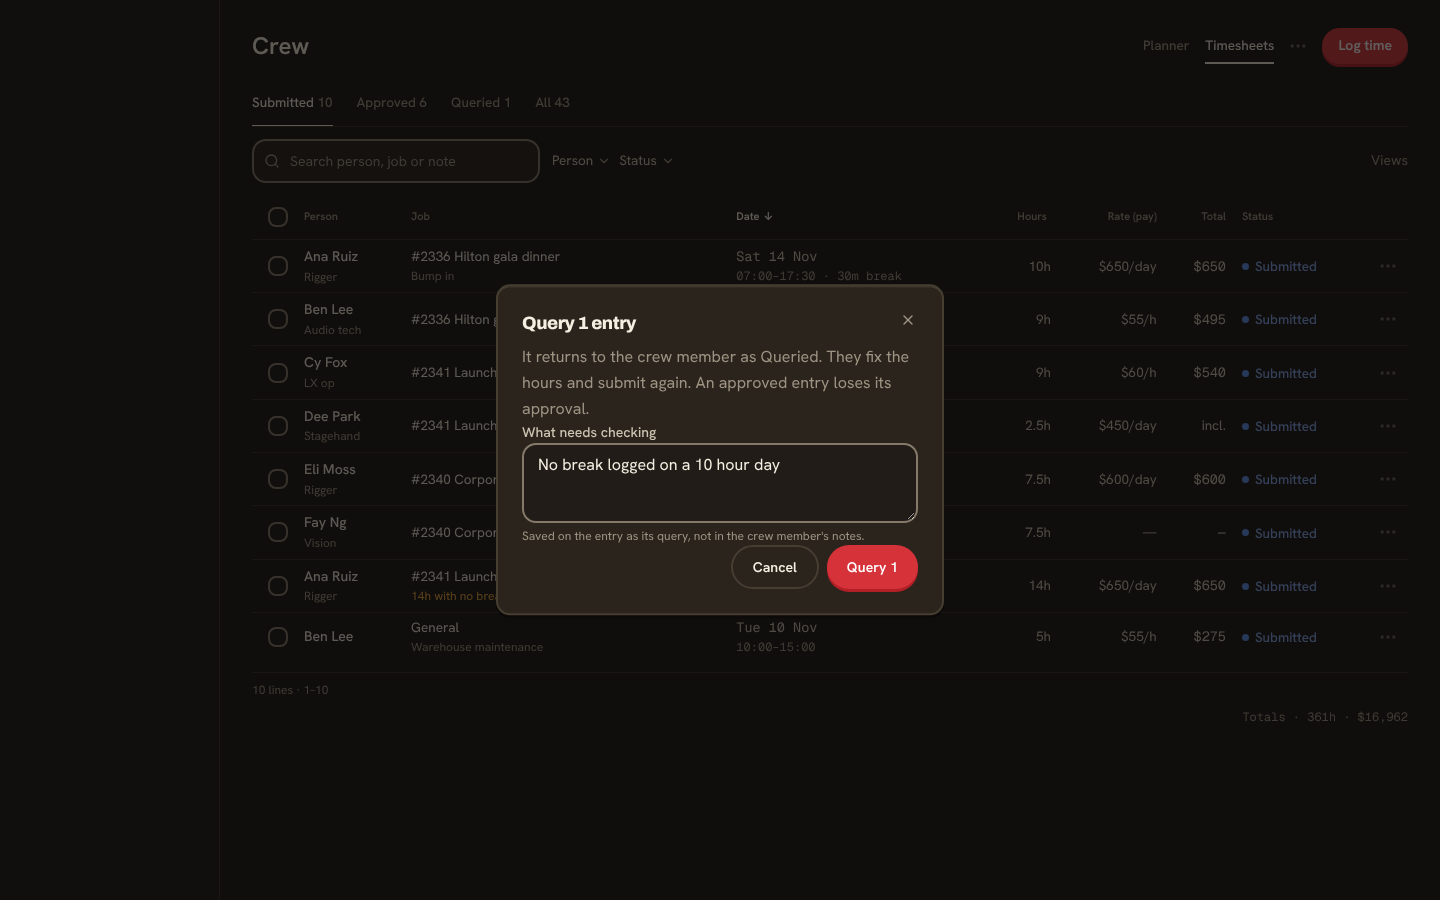 Crew
Planner Timesheets ··· Log time
Submitted 10 Approved 6 Queried 1 All 43
Search person, job or note Person Status Views
Person Job Date ↓ Hours Rate (pay) Total Status
Ana Ruiz #2336 Hilton gala dinner Sat 14 Nov 10h $650/day $650 Submitted ···
Rigger Bump in 07:00–17:30 · 30m break
Ben Lee #2336 Hilton 9h $55/h $495 Submitted ···
Audio tech
Cy Fox #2341 Launch 9h $60/h $540 Submitted ···
LX op
Dee Park #2341 Launch 2.5h $450/day incl. Submitted ···
Stagehand
Eli Moss #2340 Corpor 7.5h $600/day $600 Submitted ···
Rigger
Fay Ng #2340 Corpor 7.5h — – Submitted ···
Vision
Ana Ruiz #2341 Launch 14h $650/day $650 Submitted ···
Rigger 14h with no brea
Ben Lee General Tue 10 Nov 5h $55/h $275 Submitted ···
Warehouse maintenance 10:00–15:00
10 lines · 1–10
Totals · 361h · $16,962
Query 1 entry ×
It returns to the crew member as Queried. They fix the
hours and submit again. An approved entry loses its
approval.
What needs checking
No break logged on a 10 hour day
Saved on the entry as its query, not in the crew member's notes.
Cancel Query 1